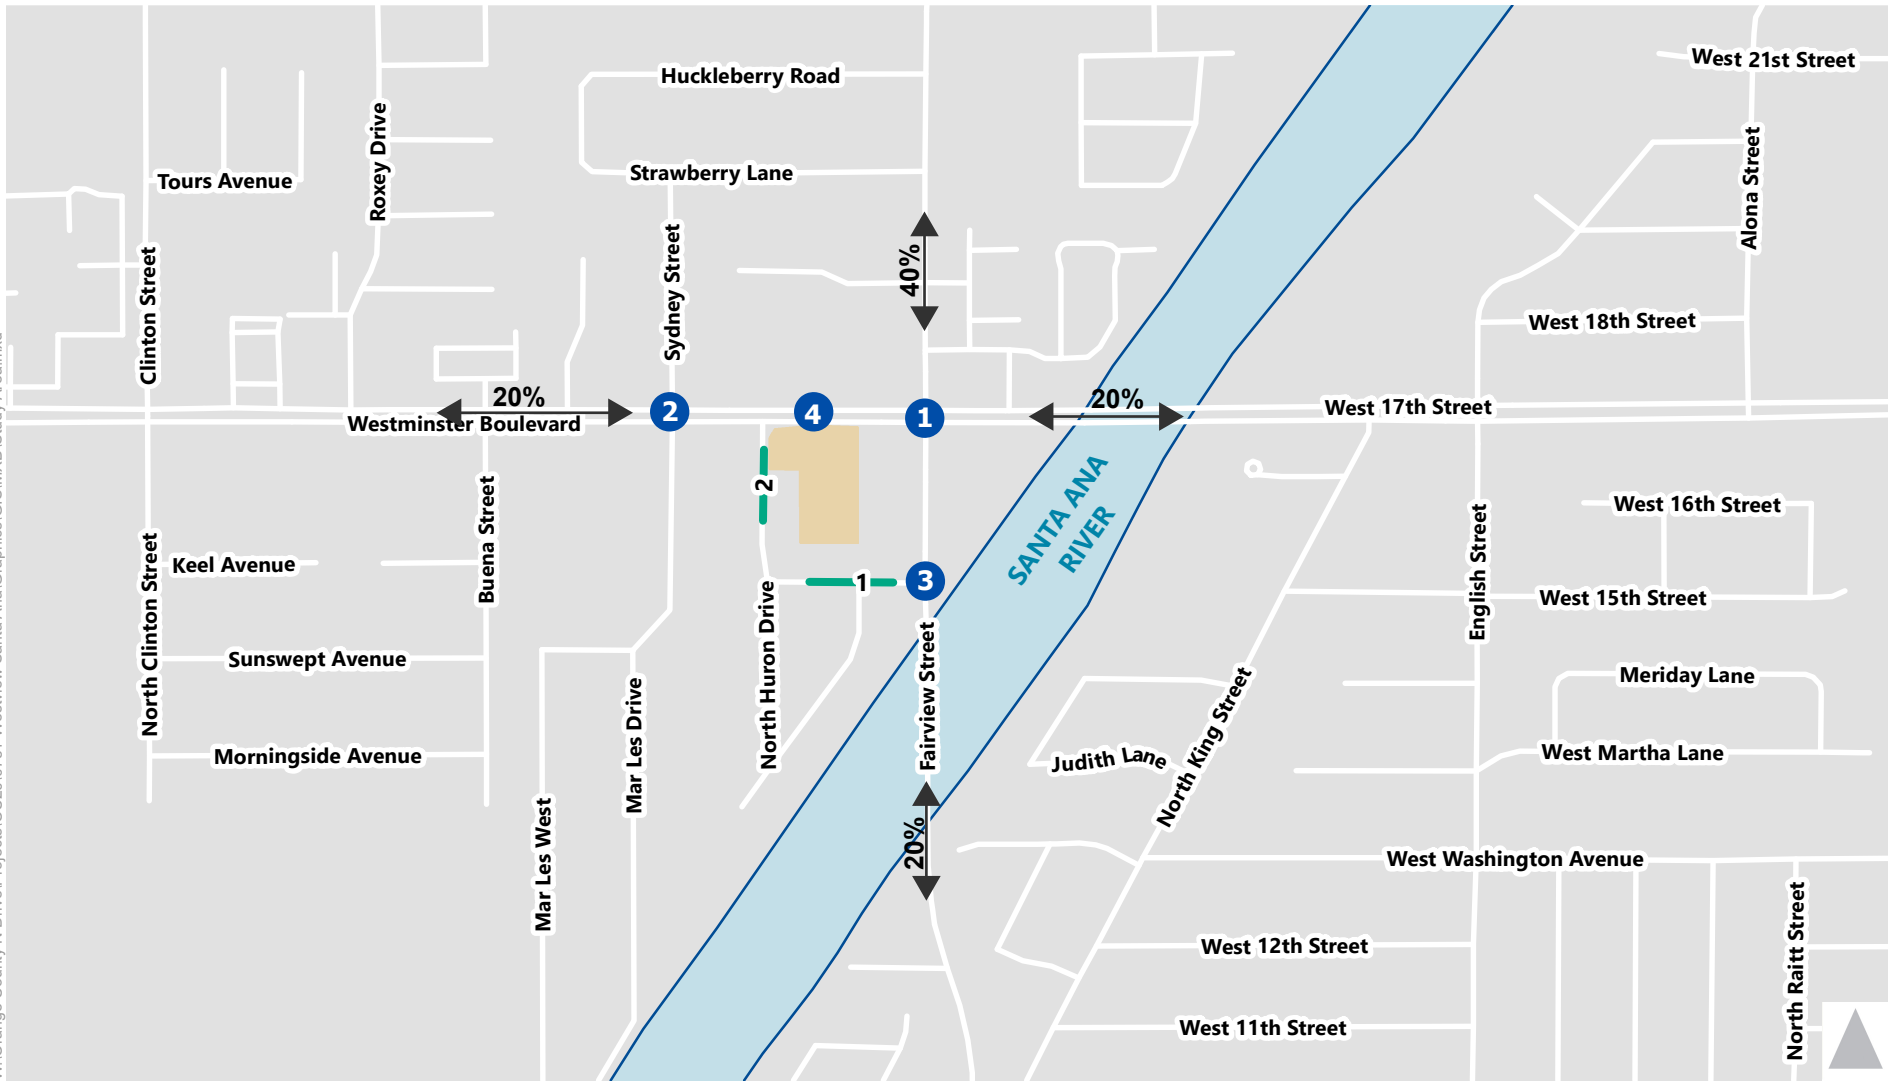 West 21st Street
Huckleberry Road
Roxey Drive
Alona Street
Strawberry Lane
Tours Avenue
Clinton Street
Sydney Street
40%
West 18th Street
20%
2
4
1
20%
West 17th Street
Westminster Boulevard
2
SANTA ANA
RIVER
West 16th Street
Buena Street
English Street
North Clinton Street
Keel Avenue
1
3
West 15th Street
North Huron Drive
Fairview Street
Sunswept Avenue
Meriday Lane
Mar Les Drive
North King Street
Morningside Avenue
Judith Lane
West Martha Lane
Mar Les West
20%
West Washington Avenue
North Raitt Street
West 12th Street
West 11th Street